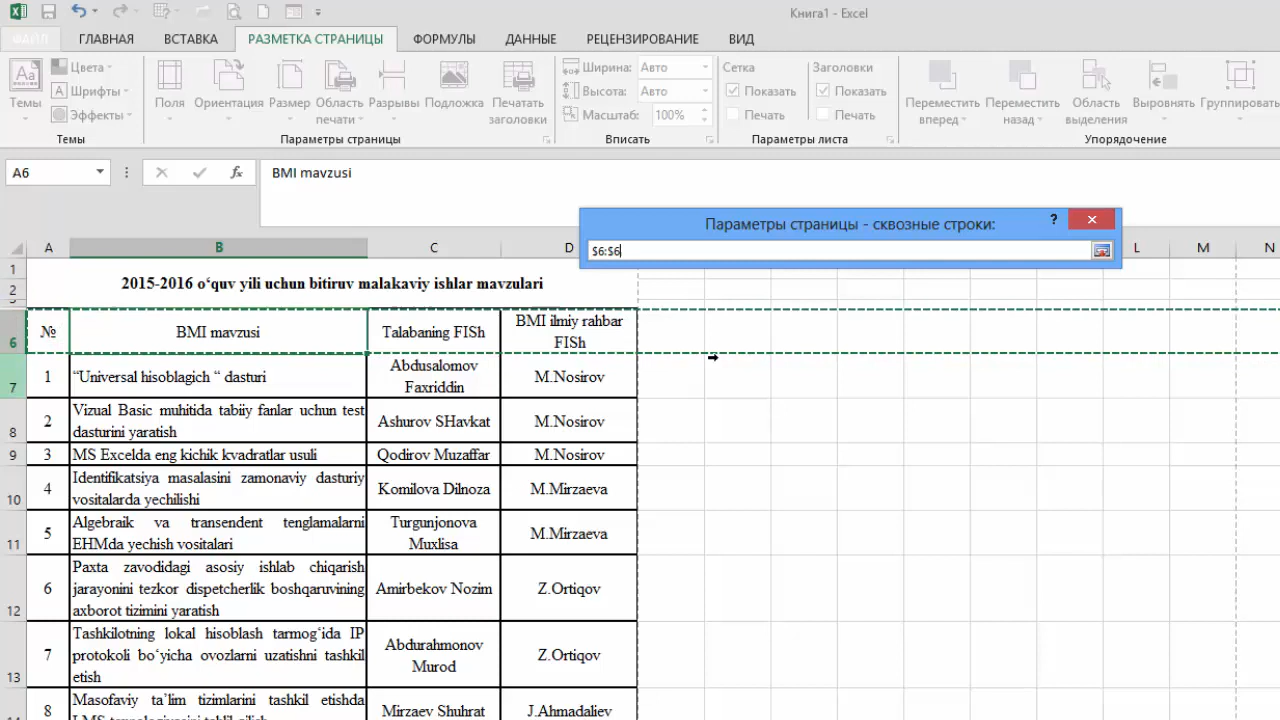 Книга1 - Excel
ФАЙЛ ГЛАВНАЯ ВСТАВКА РАЗМЕТКА СТРАНИЦЫ ФОРМУЛЫ ДАННЫЕ РЕЦЕНЗИРОВАНИЕ ВИД
Темы
Цвета
Шрифты
Эффекты
Темы
Поля
Ориентация
Размер
Область печати
Разрывы
Подложка
Печатать заголовки
Параметры страницы
Ширина: Авто
Высота: Авто
Масштаб: 100%
Вписать
Сетка Заголовки
Показать Показать
Печать Печать
Параметры листа
Переместить вперед
Переместить назад
Область выделения
Выровнять
Группировать
Упорядочение
A6 fx BMI mavzusi
Параметры страницы - сквозные строки: ?
$6:$6
A B C D L M N
1
2 2015-2016 o‘quv yili uchun bitiruv malakaviy ishlar mavzulari
6 № BMI mavzusi Talabaning FISh BMI ilmiy rahbar
FISh
7 1 “Universal hisoblagich “ dasturi Abdusalomov
Faxriddin M.Nosirov
8 2 Vizual Basic muhitida tabiiy fanlar uchun test
dasturini yaratish Ashurov SHavkat M.Nosirov
9 3 MS Excelda eng kichik kvadratlar usuli Qodirov Muzaffar M.Nosirov
10 4 Identifikatsiya masalasini zamonaviy dasturiy
vositalarda yechilishi Komilova Dilnoza M.Mirzaeva
11 5 Algebraik va transendent tenglamalarni
EHMda yechish vositalari Turgunjonova
Muxlisa M.Mirzaeva
12 6 Paxta zavodidagi asosiy ishlab chiqarish
jarayonini tezkor dispetcherlik boshqaruvining
axborot tizimini yaratish Amirbekov Nozim Z.Ortiqov
13 7 Tashkilotning lokal hisoblash tarmog‘ida IP
protokoli bo‘yicha ovozlarni uzatishni tashkil
etish Abdurahmonov
Murod Z.Ortiqov
8 Masofaviy ta’lim tizimlarini tashkil etishda
Mirzaev Shuhrat J.Ahmadaliev